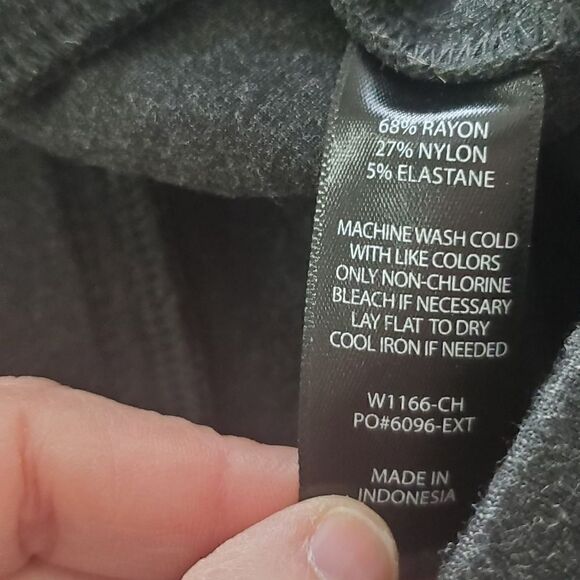 68% RAYON
27% NYLON
5% ELASTANE
MACHINE WASH COLD
WITH LIKE COLORS
ONLY NON-CHLORINE
BLEACH IF NECESSARY
LAY FLAT TO DRY
COOL IRON IF NEEDED
W1166-CH
PO#6096-EXT
MADE IN
INDONESIA